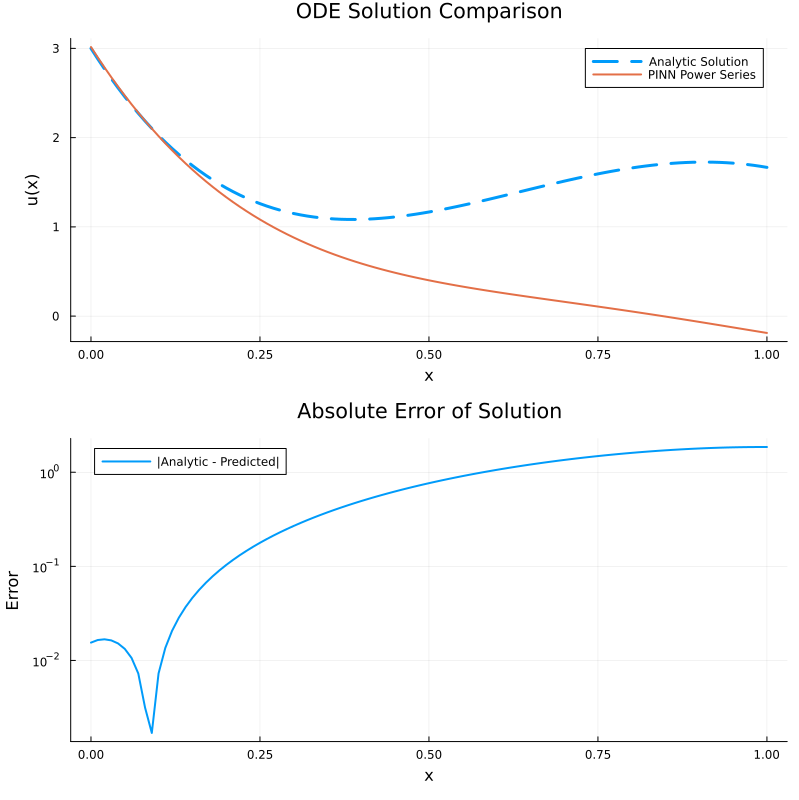 ODE Solution Comparison
3
2
1
0
u(x)
Analytic Solution
PINN Power Series
0.00 0.25 0.50 0.75 1.00
x
Absolute Error of Solution
|Analytic - Predicted|
10⁰
10⁻¹
10⁻²
Error
0.00 0.25 0.50 0.75 1.00
x